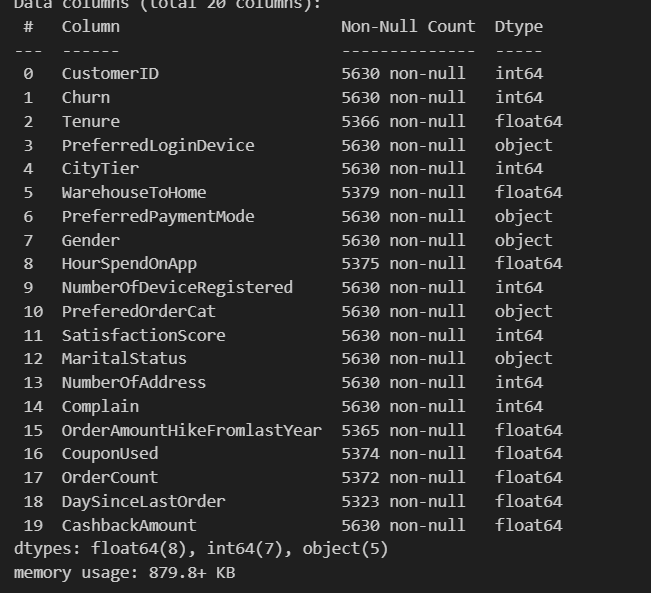 Data columns (total 20 columns):
 #   Column                       Non-Null Count  Dtype
---  ------                       --------------  -----
 0   CustomerID                   5630 non-null   int64
 1   Churn                        5630 non-null   int64
 2   Tenure                       5366 non-null   float64
 3   PreferredLoginDevice         5630 non-null   object
 4   CityTier                     5630 non-null   int64
 5   WarehouseToHome              5379 non-null   float64
 6   PreferredPaymentMode         5630 non-null   object
 7   Gender                       5630 non-null   object
 8   HourSpendOnApp               5375 non-null   float64
 9   NumberOfDeviceRegistered     5630 non-null   int64
 10  PreferedOrderCat             5630 non-null   object
 11  SatisfactionScore            5630 non-null   int64
 12  MaritalStatus                5630 non-null   object
 13  NumberOfAddress              5630 non-null   int64
 14  Complain                     5630 non-null   int64
 15  OrderAmountHikeFromlastYear  5365 non-null   float64
 16  CouponUsed                   5374 non-null   float64
 17  OrderCount                   5372 non-null   float64
 18  DaySinceLastOrder            5323 non-null   float64
 19  CashbackAmount               5630 non-null   float64
dtypes: float64(8), int64(7), object(5)
memory usage: 879.8+ KB